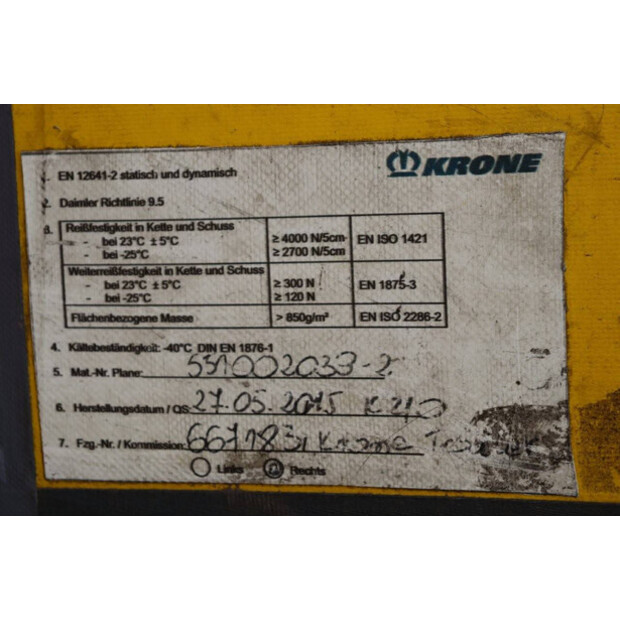 KRONE
1. EN 12641-2 statisch und dynamisch
2. Daimler Richtlinie 9.5
3. Reißfestigkeit in Kette und Schuss
- bei 23°C ± 5°C ≥ 4000 N/5cm EN ISO 1421
- bei -25°C ≥ 2700 N/5cm
Weiterreißfestigkeit in Kette und Schuss
- bei 23°C ± 5°C ≥ 300 N EN 1875-3
- bei -25°C ≥ 120 N
Flächenbezogene Masse > 850g/m² EN ISO 2286-2
4. Kältebeständigkeit: -40°C DIN EN 1876-1
5. Mat.-Nr. Plane: 531002033-2
6. Herstellungsdatum / QS: 27.05.2015
7. Fzg.-Nr. / Kommission: Krone
Links Rechts